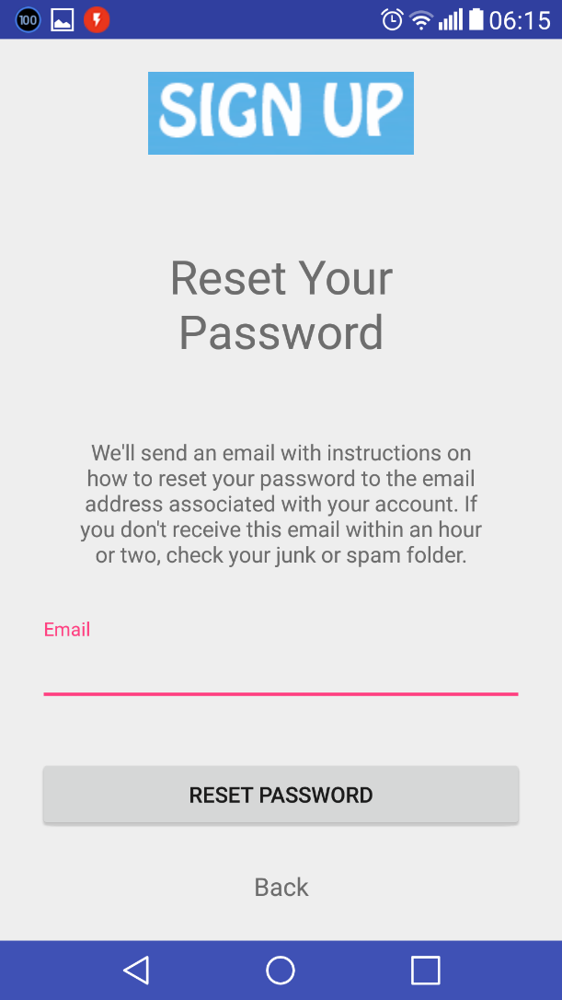 100
06:15
SIGN UP
Reset Your
Password
We'll send an email with instructions on
how to reset your password to the email
address associated with your account. If
you don't receive this email within an hour
or two, check your junk or spam folder.
Email
RESET PASSWORD
Back